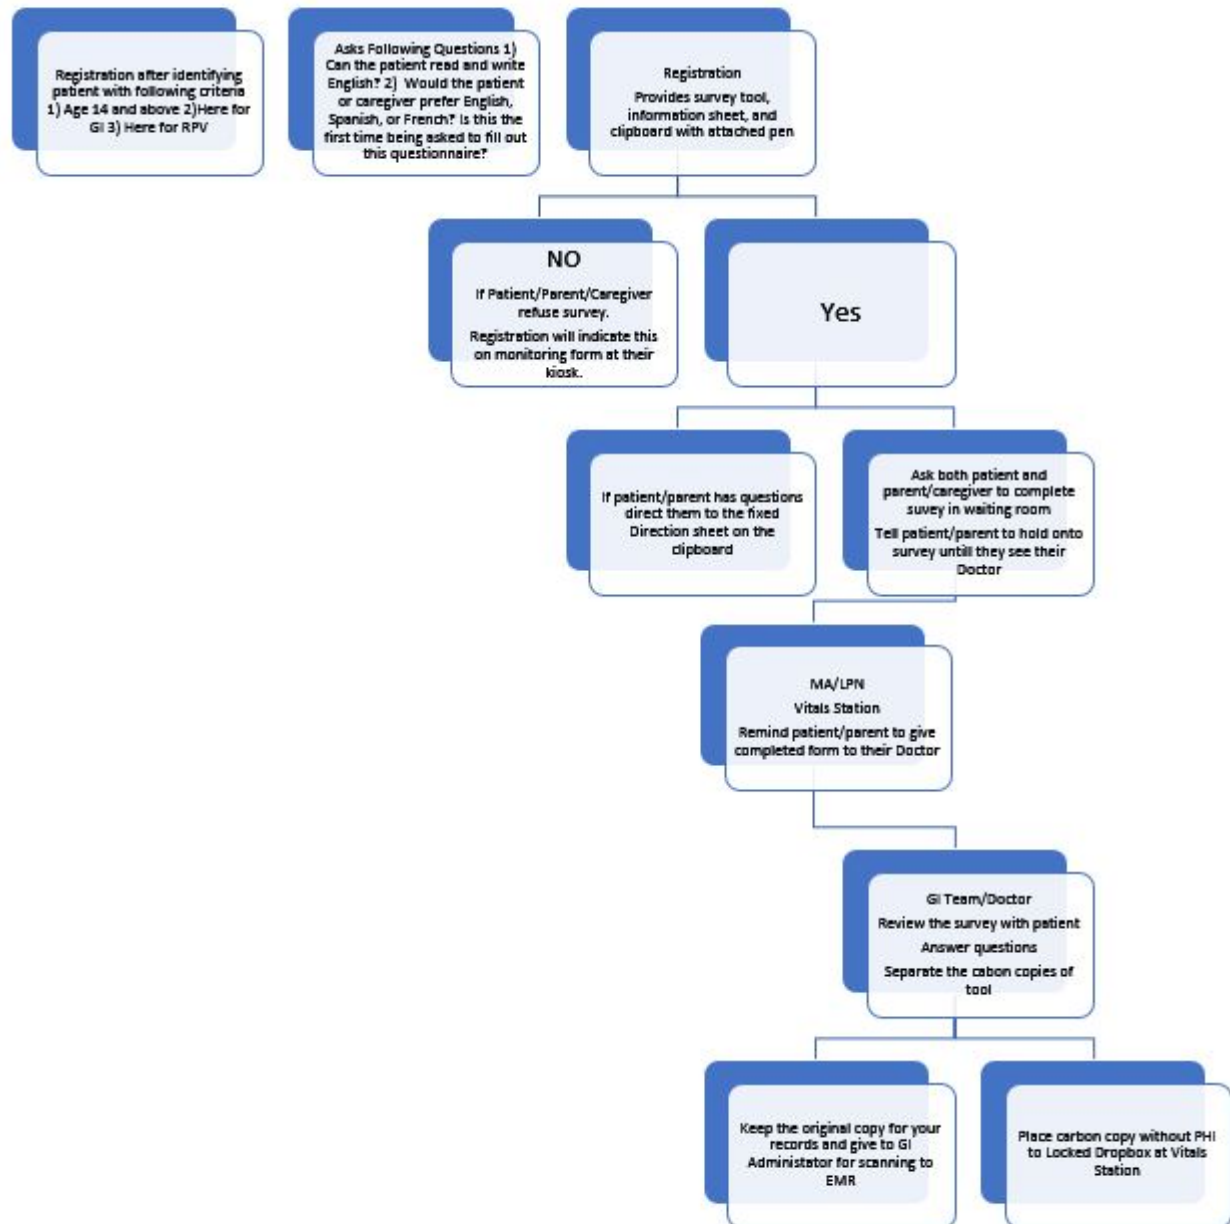 Registration after identifying
patient with following criteria
1) Age 14 and above 2)Here for
GI 3) Here for RPV
Asks Following Questions 1)
Can the patient read and write
English? 2) Would the patient
or caregiver prefer English,
Spanish, or French? Is this the
first time being asked to fill out
this questionnaire?
Registration
Provides survey tool,
information sheet, and
clipboard with attached pen
NO
If Patient/Parent/Caregiver
refuse survey.
Registration will indicate this
on monitoring form at their
kiosk.
Yes
If patient/parent has questions
direct them to the fixed
Direction sheet on the
clipboard
Ask both patient and
parent/caregiver to complete
suvey in waiting room
Tell patient/parent to hold onto
survey untill they see their
Doctor
MA/LPN
Vitals Station
Remind patient/parent to give
completed form to their Doctor
GI Team/Doctor
Review the survey with patient
Answer questions
Separate the cabon copies of
tool
Keep the original copy for your
records and give to GI
Administator for scanning to
EMR
Place carbon copy without PHI
to Locked Dropbox at Vitals
Station